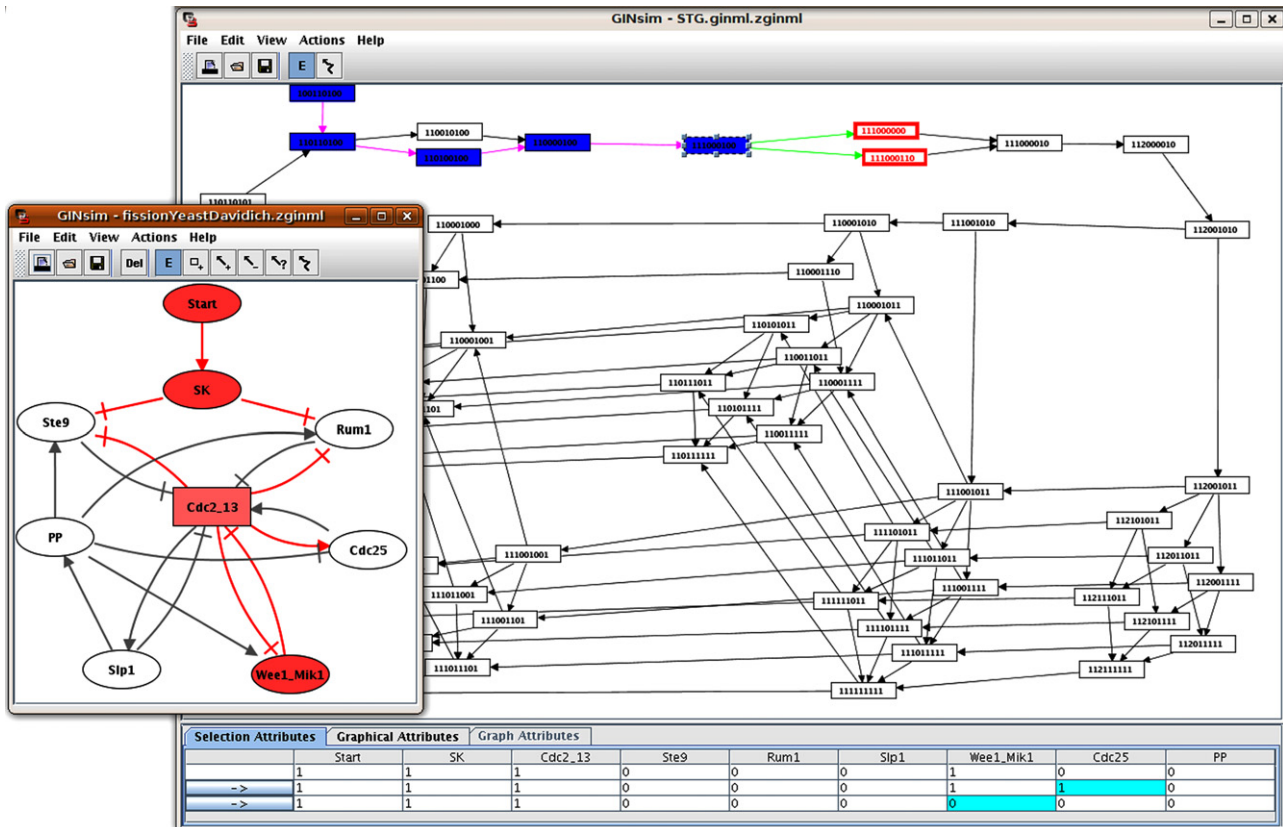 GINsim - STG.ginml.zginml
File Edit View Actions Help
E
100110100
110110100
110010100
110100100
110000100
111000100
111000000
111000110
111000010
112000010
110110101
GINsim - fissionYeastDavidich.zginml
File Edit View Actions Help
Del E
Start
SK
Ste9
Rum1
Cdc2_13
PP
Cdc25
Slp1
Wee1_Mik1
110001000
110001010
111001010
112001010
1100
110001110
110001011
110101011
110001001
110011011
110111011
110001111
1101
110101111
110011111
110111111
111001011
112001011
111101011
112101011
111001001
111011011
112011011
111011001
111001111
112001111
111111011
112111011
111001101
111101111
112101111
111011101
111011111
112011111
112111111
111111111
Selection Attributes Graphical Attributes Graph Attributes
Start SK Cdc2_13 Ste9 Rum1 Slp1 Wee1_Mik1 Cdc25 PP
1 1 1 0 0 0 1 0 0
-> 1 1 1 0 0 0 1 1 0
-> 1 1 1 0 0 0 0 0 0